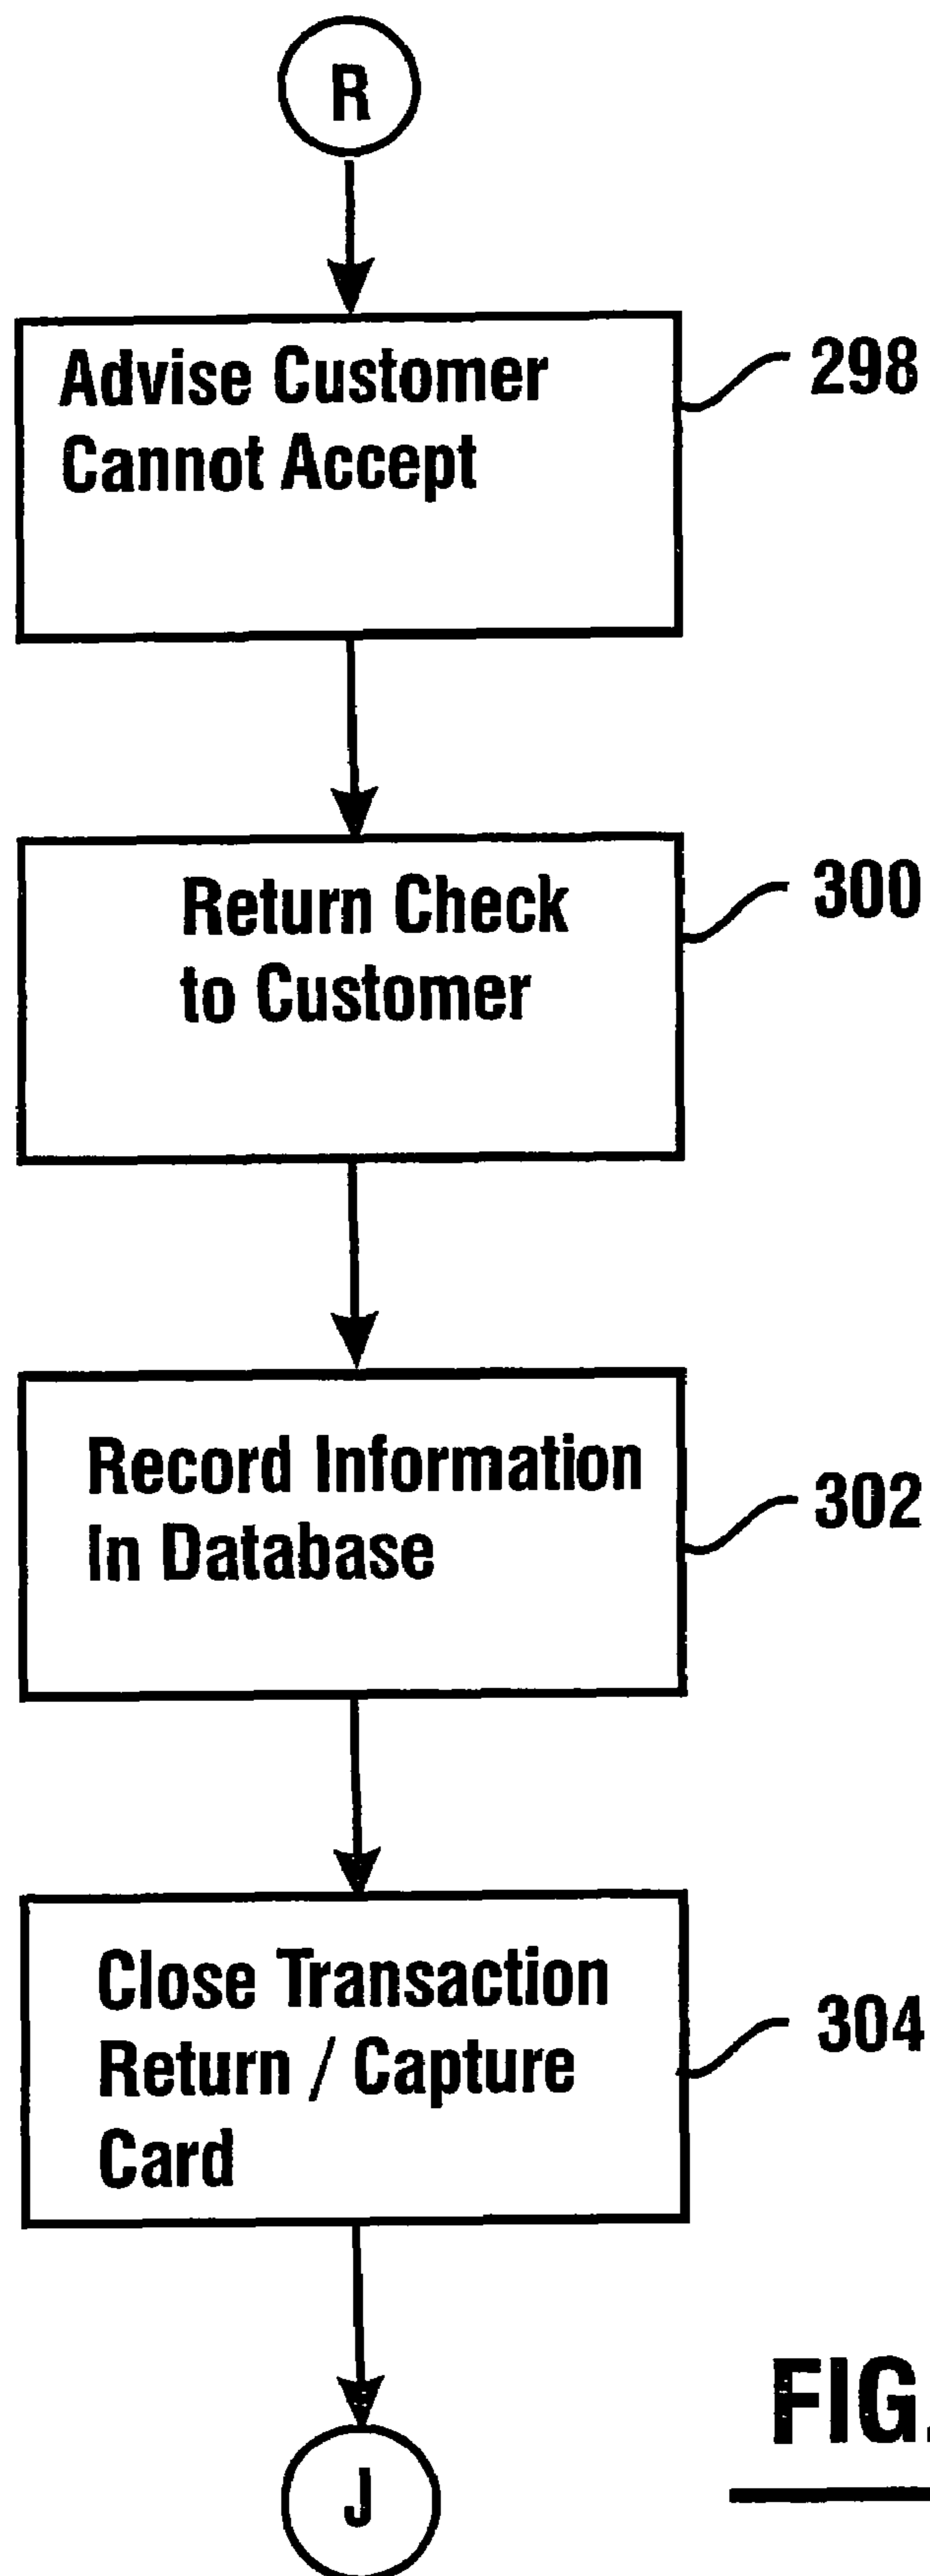 R
Advise Customer
Cannot Accept
298
Return Check
to Customer
300
Record Information
In Database
302
Close Transaction
Return / Capture
Card
304
J
FIG.